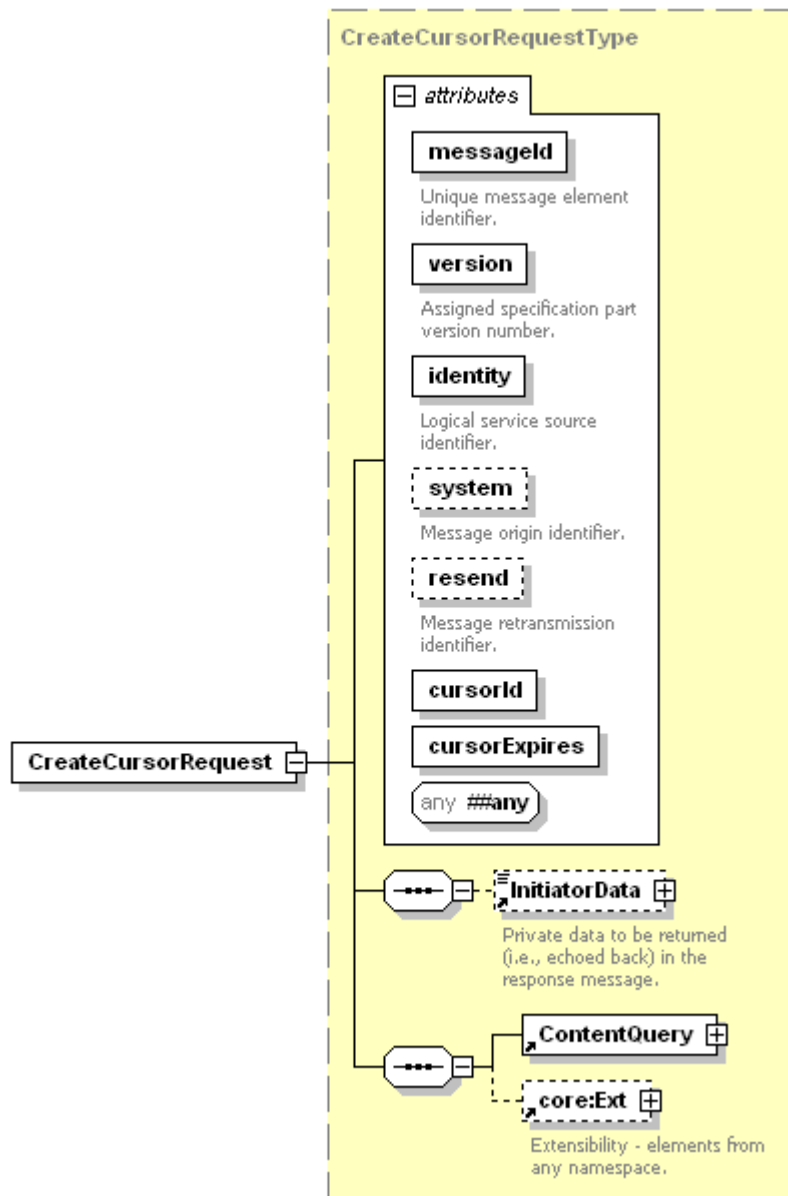 CreateCursorRequestType
attributes
messageId
Unique message element
identifier.
version
Assigned specification part
version number.
identity
Logical service source
identifier.
system
Message origin identifier.
resend
Message retransmission
identifier.
cursorId
cursorExpires
any ##any
CreateCursorRequest
InitiatorData
Private data to be returned
(i.e., echoed back) in the
response message.
ContentQuery
core:Ext
Extensibility - elements from
any namespace.